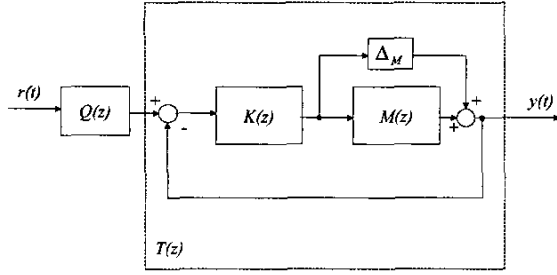 Δ_M
r(t)
Q(z)
+
-
K(z)
M(z)
+
+
y(t)
T(z)